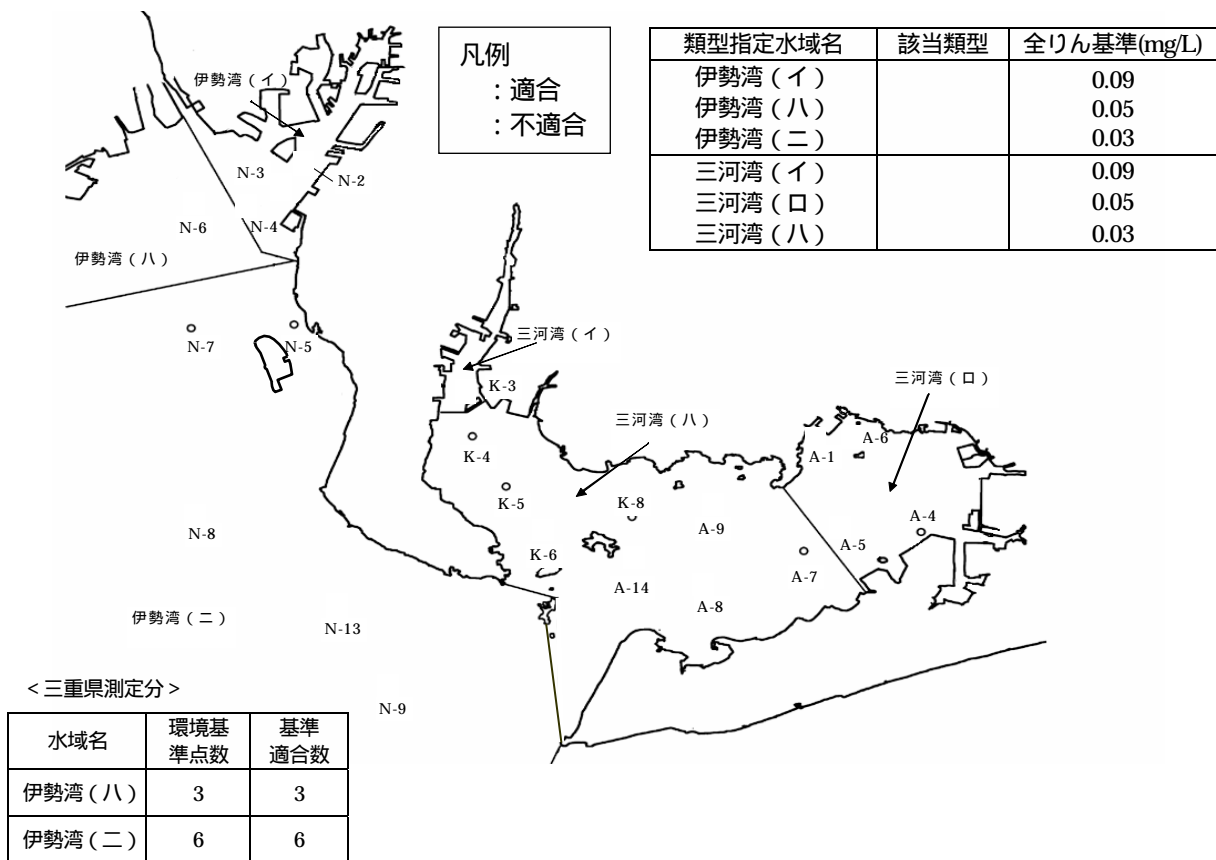 凡例
：適合
：不適合
類型指定水域名 該当類型 全りん基準(mg/L)
伊勢湾（イ） 0.09
伊勢湾（ハ） 0.05
伊勢湾（ニ） 0.03
三河湾（イ） 0.09
三河湾（ロ） 0.05
三河湾（ハ） 0.03
伊勢湾（イ）
N-3
N-2
N-6
N-4
伊勢湾（ハ）
N-7
N-5
三河湾（イ）
K-3
三河湾（ロ）
三河湾（ハ）
A-6
A-1
K-4
K-5
K-8
A-4
A-9
A-5
N-8
K-6
A-7
A-14
A-8
伊勢湾（ニ）
N-13
N-9
＜三重県測定分＞
水域名 環境基準点数 基準適合数
伊勢湾（ハ） 3 3
伊勢湾（ニ） 6 6